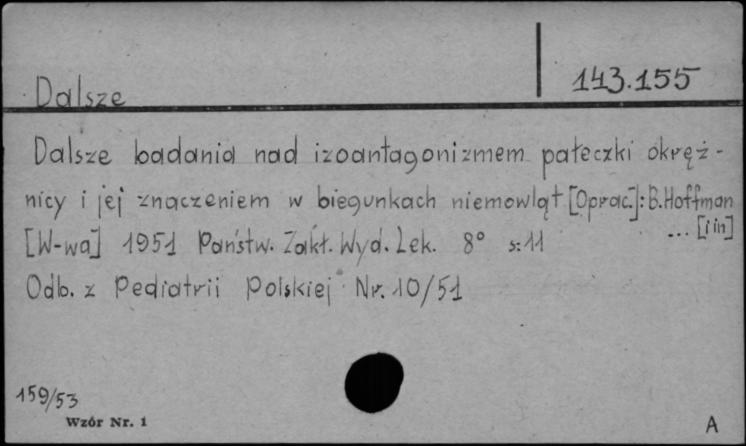 143.155
Dalsze
Dalsze badania nad izoantagonizmem pałeczki okręż-
nicy i jej znaczeniem w biegunkach niemowląt [Oprac.]: B. Hoffman
... [i in]
[W-wa] 1951 Państw. Zakł. Wyd. Lek. 8° s. 11
Odb. z Pediatrii Polskiej Nr. 10/51
159/53
Wzór Nr. 1
A